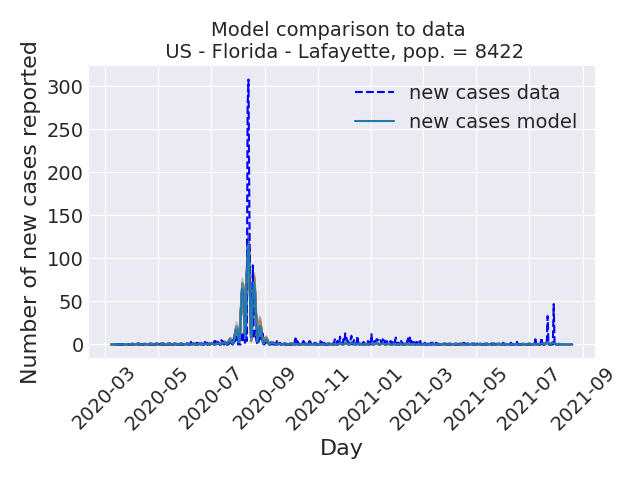 Model comparison to data
US - Florida - Lafayette, pop. = 8422
Number of new cases reported
300
250
200
150
100
50
0
new cases data
new cases model
2020-03
2020-05
2020-07
2020-09
2020-11
2021-01
2021-03
2021-05
2021-07
2021-09
Day